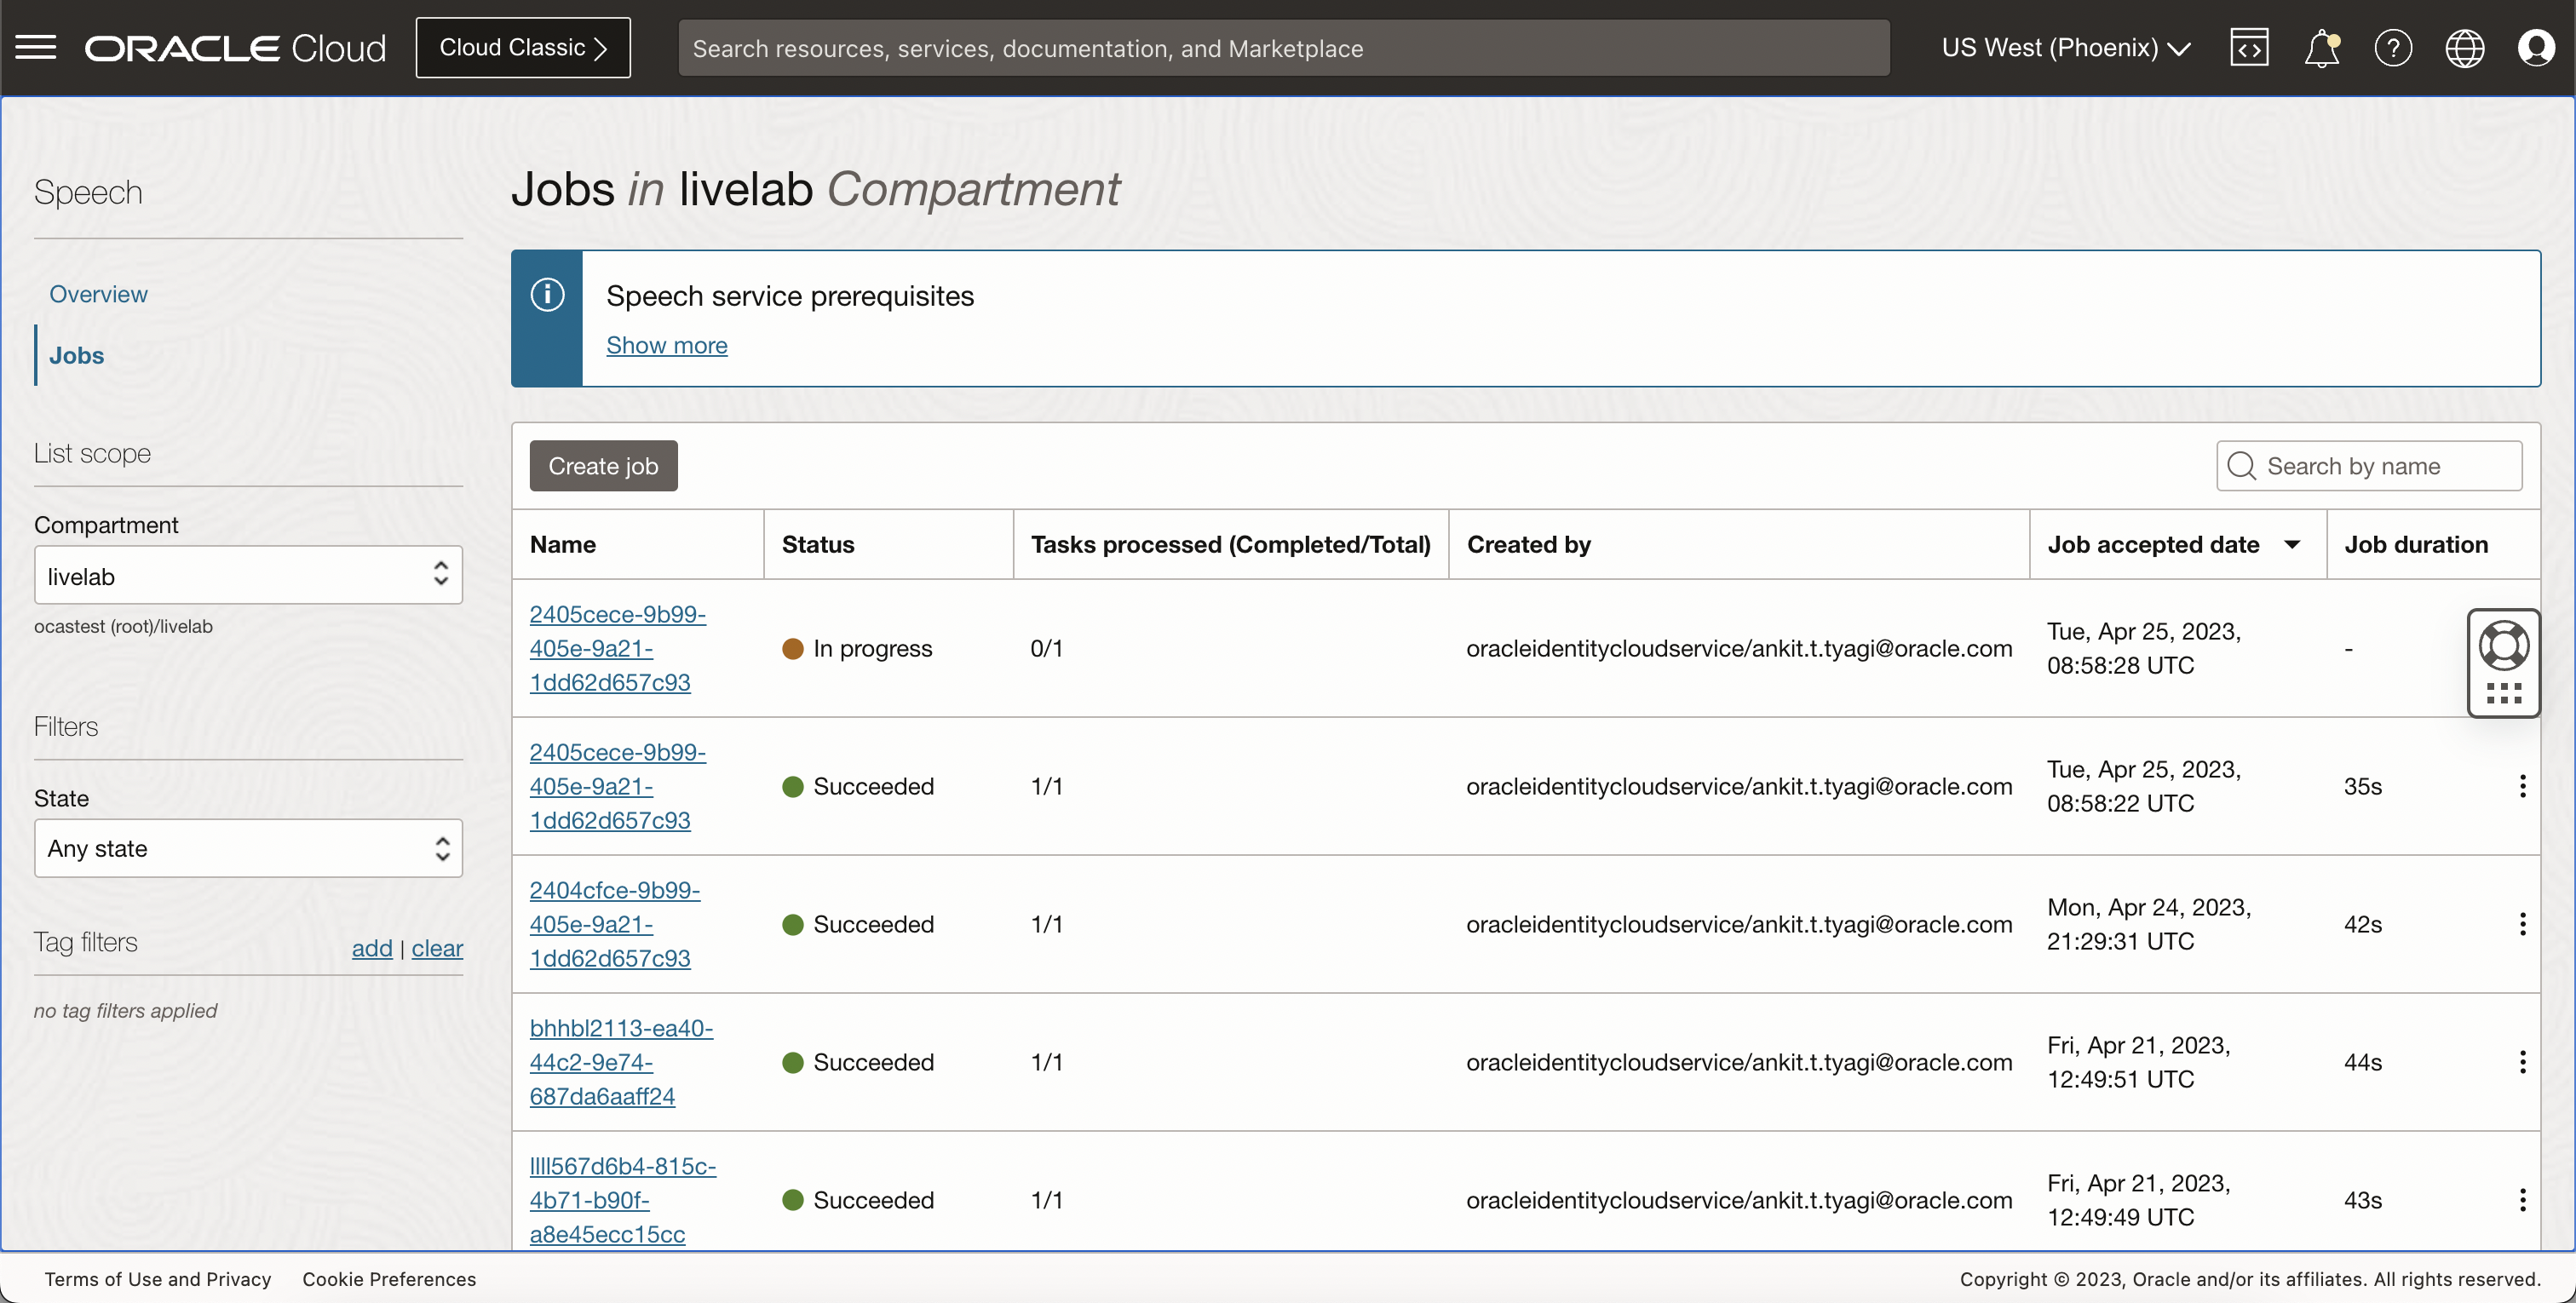 ORACLE Cloud
Cloud Classic
Search resources, services, documentation, and Marketplace
US West (Phoenix)
Speech
Overview
Jobs
List scope
Compartment
livelab
ocastest (root)/livelab
Filters
State
Any state
Tag filters
add | clear
no tag filters applied
Jobs in livelab Compartment
Speech service prerequisites
Show more
Create job
Search by name
Name Status Tasks processed (Completed/Total) Created by Job accepted date Job duration
2405cece-9b99-
405e-9a21-
1dd62d657c93
In progress
0/1
oracleidentitycloudservice/ankit.t.tyagi@oracle.com
Tue, Apr 25, 2023,
08:58:28 UTC
-
2405cece-9b99-
405e-9a21-
1dd62d657c93
Succeeded
1/1
oracleidentitycloudservice/ankit.t.tyagi@oracle.com
Tue, Apr 25, 2023,
08:58:22 UTC
35s
2404cfce-9b99-
405e-9a21-
1dd62d657c93
Succeeded
1/1
oracleidentitycloudservice/ankit.t.tyagi@oracle.com
Mon, Apr 24, 2023,
21:29:31 UTC
42s
bhhbl2113-ea40-
44c2-9e74-
687da6aaff24
Succeeded
1/1
oracleidentitycloudservice/ankit.t.tyagi@oracle.com
Fri, Apr 21, 2023,
12:49:51 UTC
44s
llll567d6b4-815c-
4b71-b90f-
a8e45ecc15cc
Succeeded
1/1
oracleidentitycloudservice/ankit.t.tyagi@oracle.com
Fri, Apr 21, 2023,
12:49:49 UTC
43s
Terms of Use and Privacy Cookie Preferences
Copyright © 2023, Oracle and/or its affiliates. All rights reserved.